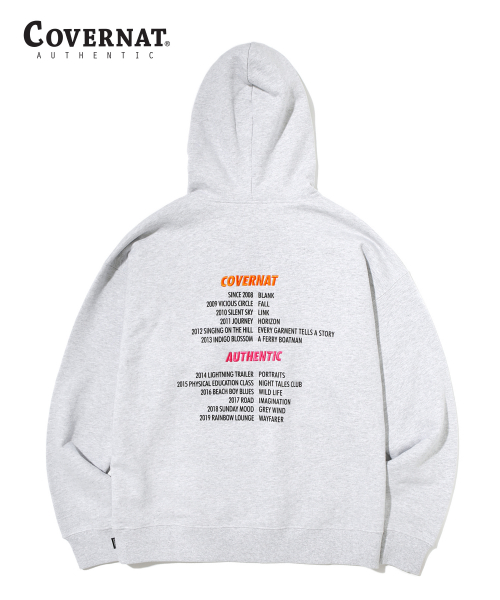 COVERNAT®
AUTHENTIC
COVERNAT
SINCE 2008 BLANK
2009 VICIOUS CIRCLE FALL
2010 SILENT SKY LINK
2011 JOURNEY HORIZON
2012 SINGING ON THE HILL EVERY GARMENT TELLS A STORY
2013 INDIGO BLOSSOM A FERRY BOATMAN
AUTHENTIC
2014 LIGHTNING TRAILER PORTRAITS
2015 PHYSICAL EDUCATION CLASS NIGHT TALES CLUB
2016 BEACH BOY BLUES WILD LIFE
2017 ROAD IMAGINATION
2018 SUNDAY MOOD GREY WIND
2019 RAINBOW LOUNGE WAYFARER